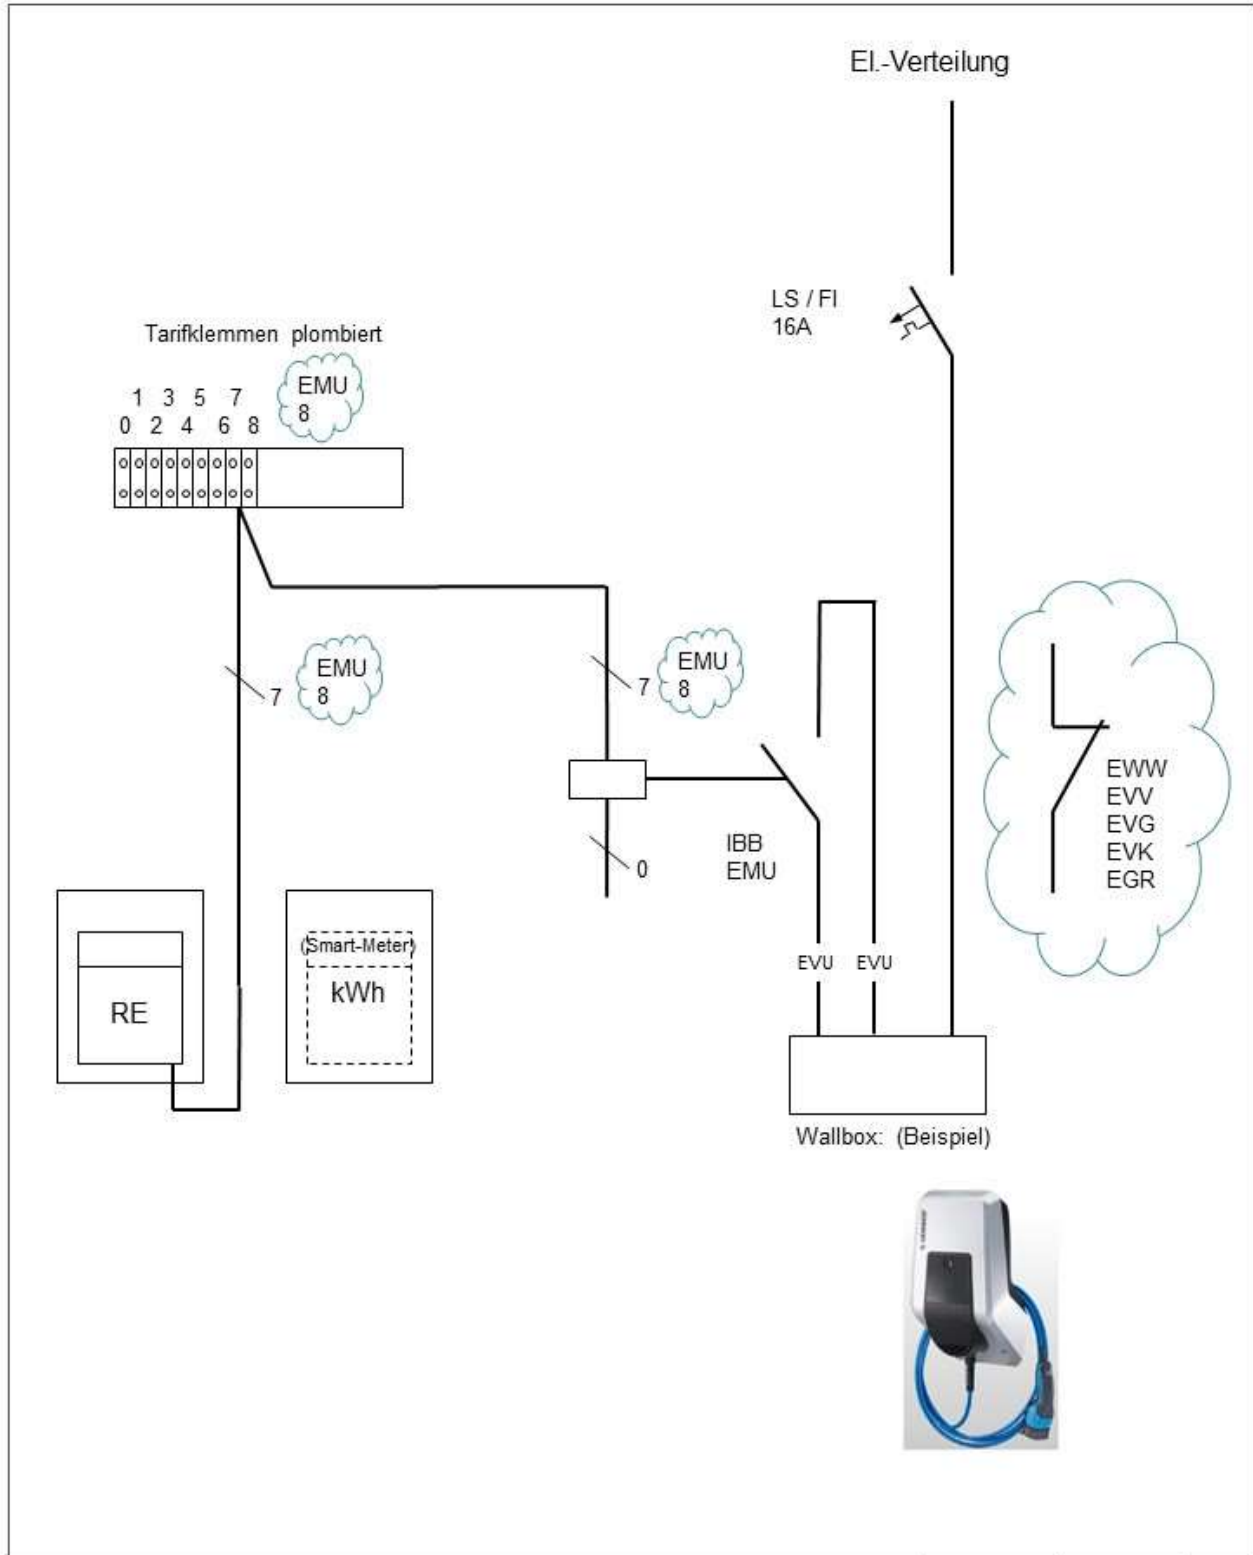 El.-Verteilung
LS / FI
16A
Tarifklemmen plombiert
EMU
8
1 3 5 7
0 2 4 6 8
EMU
8
7
EMU
8
7
IBB
EMU
0
EWW
EVV
EVG
EVK
EGR
(Smart-Meter)
kWh
RE
EVU EVU
Wallbox: (Beispiel)